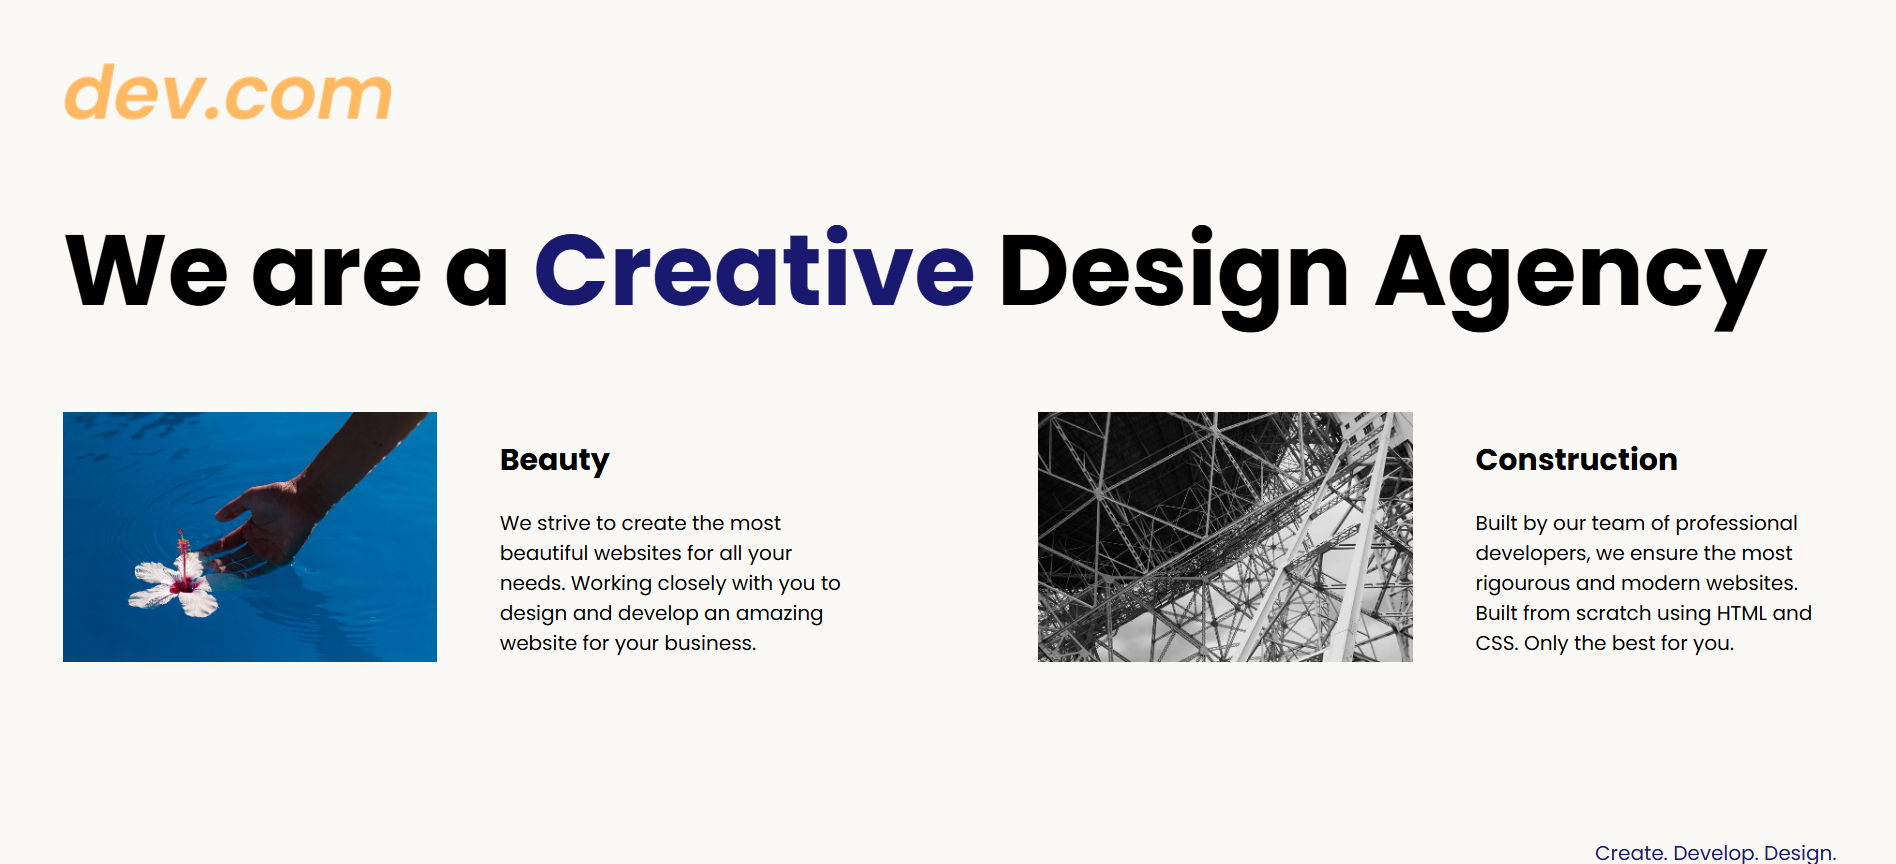 dev.com
We are a Creative Design Agency
Beauty
We strive to create the most
beautiful websites for all your
needs. Working closely with you to
design and develop an amazing
website for your business.
Construction
Built by our team of professional
developers, we ensure the most
rigourous and modern websites.
Built from scratch using HTML and
CSS. Only the best for you.
Create. Develop. Design.